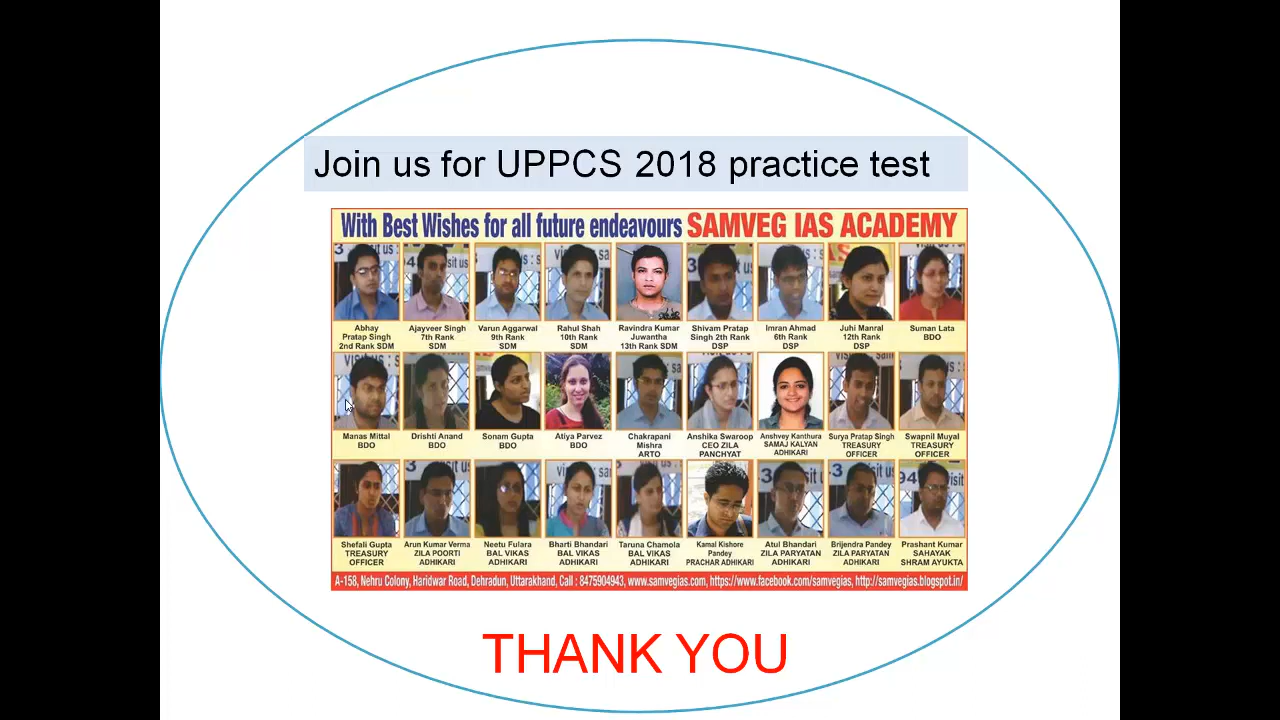 Join us for UPPCS 2018 practice test
With Best Wishes for all future endeavours SAMVEG IAS ACADEMY
Abhay Pratap Singh 2nd Rank SDM
Ajayveer Singh 7th Rank SDM
Varun Aggarwal 9th Rank SDM
Rahul Shah 10th Rank SDM
Ravindra Kumar Juwantha 13th Rank SDM
Shivam Pratap Singh 2th Rank DSP
Imran Ahmad 6th Rank DSP
Juhi Manral 12th Rank DSP
Suman Lata BDO
Manas Mittal BDO
Drishti Anand BDO
Sonam Gupta BDO
Atiya Parvez BDO
Chakrapani Mishra ARTO
Anshika Swaroop CEO ZILA PANCHYAT
Anshvey Kanthura SAMAJ KALYAN ADHIKARI
Surya Pratap Singh TREASURY OFFICER
Swapnil Muyal TREASURY OFFICER
Shefali Gupta TREASURY OFFICER
Arun Kumar Verma ZILA POORTI ADHIKARI
Neetu Fulara BAL VIKAS ADHIKARI
Bharti Bhandari BAL VIKAS ADHIKARI
Taruna Chamola BAL VIKAS ADHIKARI
Kamal Kishore Pandey PRACHAR ADHIKARI
Atul Bhandari ZILA PARYATAN ADHIKARI
Brijendra Pandey ZILA PARYATAN ADHIKARI
Prashant Kumar SAHAYAK SHRAM AYUKTA
A-158, Nehru Colony, Haridwar Road, Dehradun, Uttarakhand, Call : 8475904943, www.samvegias.com, https://www.facebook.com/samvegias, http://samvegias.blogspot.in/
THANK YOU